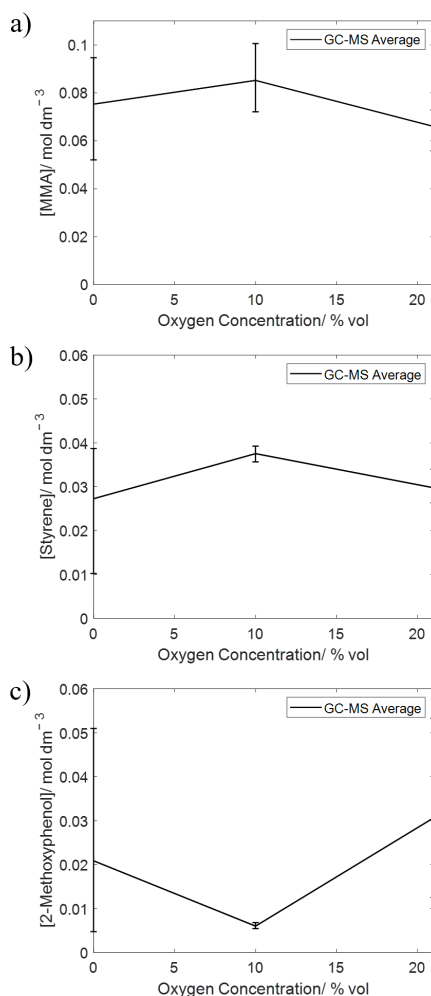 a)
GC-MS Average
0.1
0.08
0.06
0.04
0.02
0
0 5 10 15 20
[MMA]/ mol dm⁻³
Oxygen Concentration/ % vol
b)
GC-MS Average
0.06
0.05
0.04
0.03
0.02
0.01
0
0 5 10 15 20
[Styrene]/ mol dm⁻³
Oxygen Concentration/ % vol
c)
GC-MS Average
0.06
0.05
0.04
0.03
0.02
0.01
0
0 5 10 15 20
[2-Methoxyphenol]/ mol dm⁻³
Oxygen Concentration/ % vol